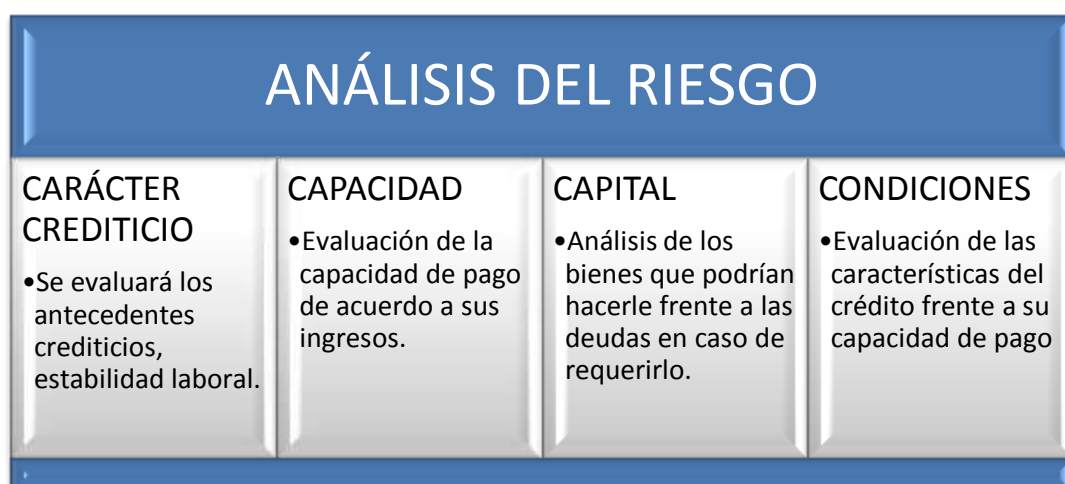 ANÁLISIS DEL RIESGO
CARÁCTER
CREDITICIO
•Se evaluará los
antecedentes
crediticios,
estabilidad laboral.
CAPACIDAD
•Evaluación de la
capacidad de pago
de acuerdo a sus
ingresos.
CAPITAL
•Análisis de los
bienes que podrían
hacerle frente a las
deudas en caso de
requerirlo.
CONDICIONES
•Evaluación de las
características del
crédito frente a su
capacidad de pago